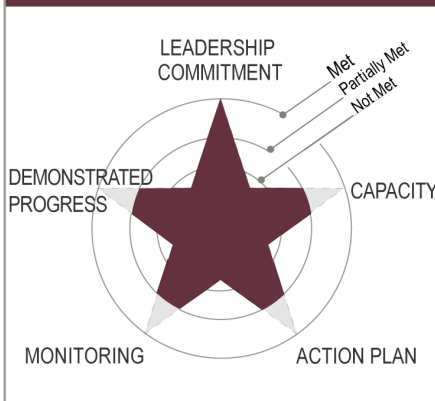 LEADERSHIP
COMMITMENT
Met
Partially Met
Not Met
DEMONSTRATED
PROGRESS
CAPACITY
MONITORING
ACTION PLAN